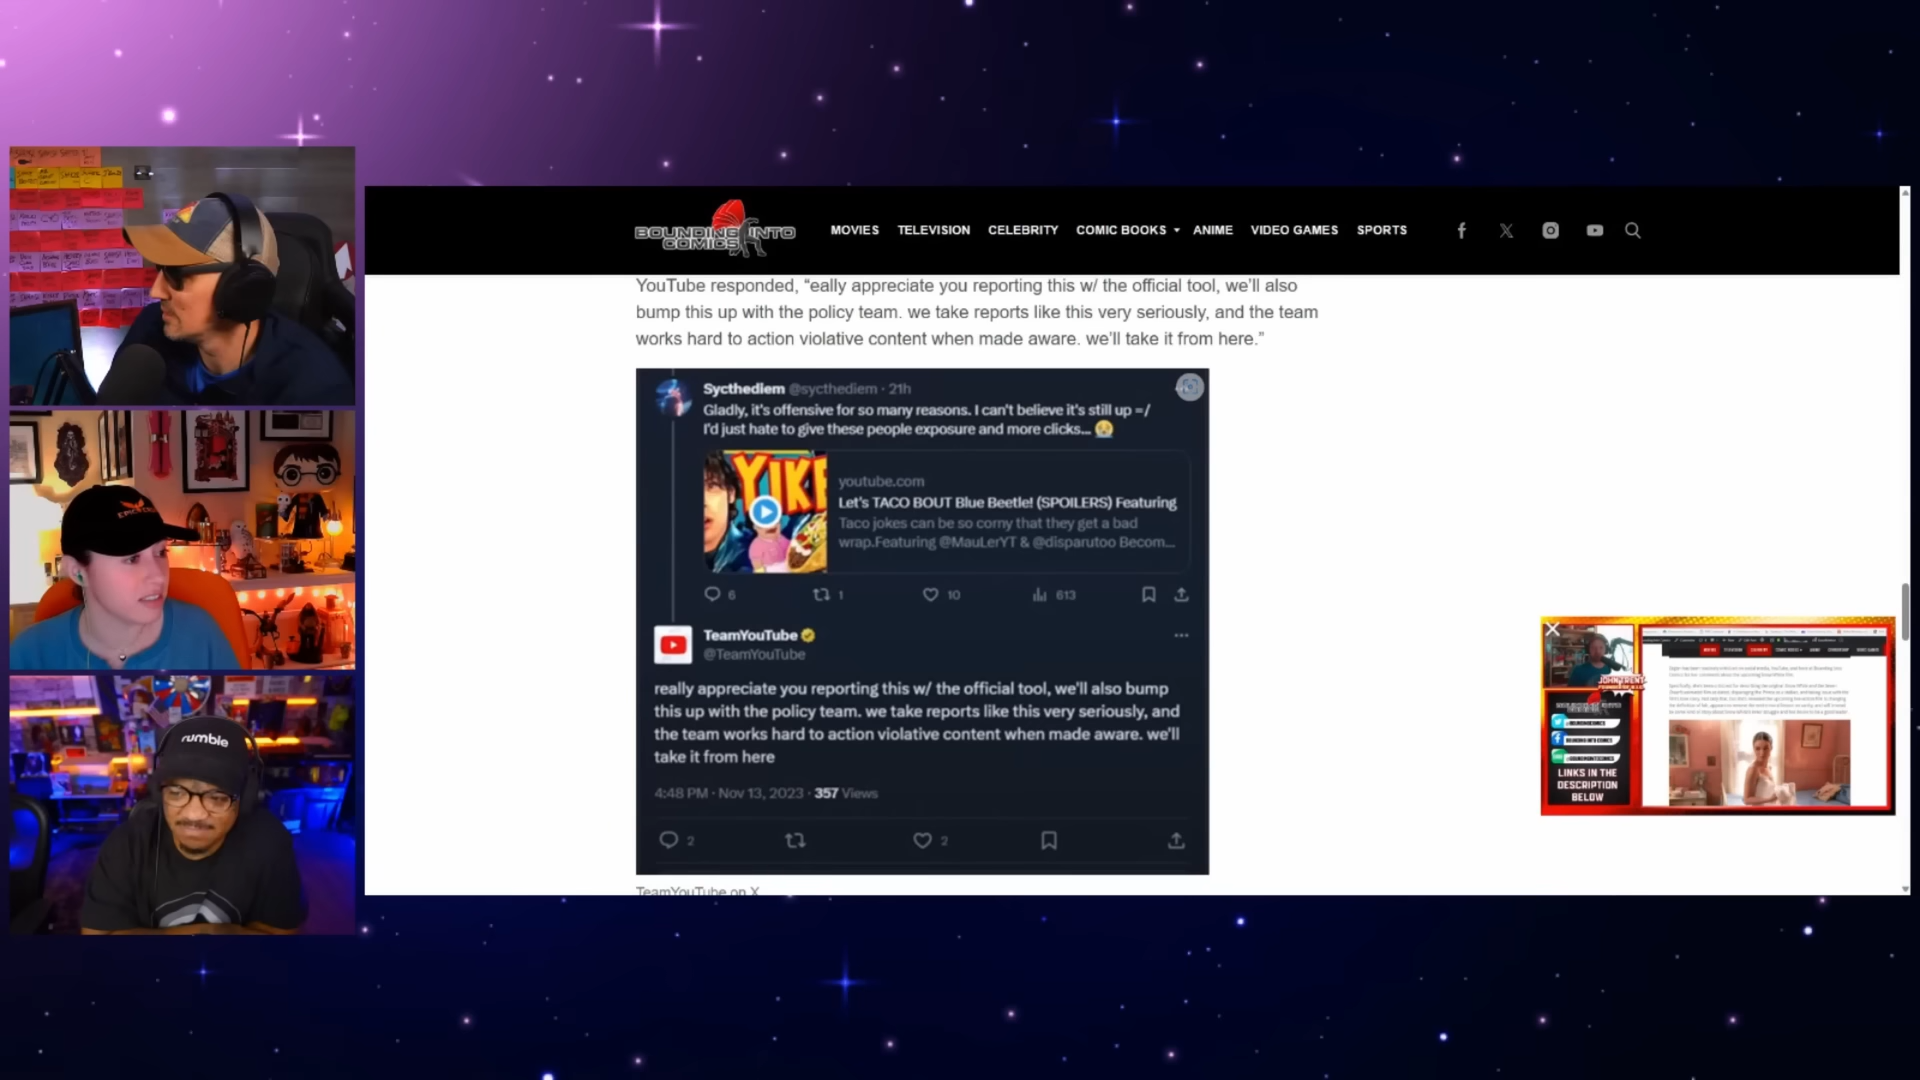 BOUNDING INTO
COMICS
MOVIES TELEVISION CELEBRITY COMIC BOOKS ANIME VIDEO GAMES SPORTS
YouTube responded, “eally appreciate you reporting this w/ the official tool, we’ll also
bump this up with the policy team. we take reports like this very seriously, and the team
works hard to action violative content when made aware. we’ll take it from here.”
Sycthediem @sycthediem · 21h
Gladly, it's offensive for so many reasons. I can't believe it's still up =/
I'd just hate to give these people exposure and more clicks... 😭
YIKE
youtube.com
Let's TACO BOUT Blue Beetle! (SPOILERS) Featuring
Taco jokes can be so corny that they get a bad
wrap.Featuring @MauLerYT & @disparutoo Becom...
6 1 10 613
TeamYouTube
@TeamYouTube
really appreciate you reporting this w/ the official tool, we'll also bump
this up with the policy team. we take reports like this very seriously, and
the team works hard to action violative content when made aware. we'll
take it from here
4:48 PM · Nov 13, 2023 · 357 Views
2 2
TeamYouTube on X
rumble
JOHN TRENT
LINKS IN THE
DESCRIPTION
BELOW